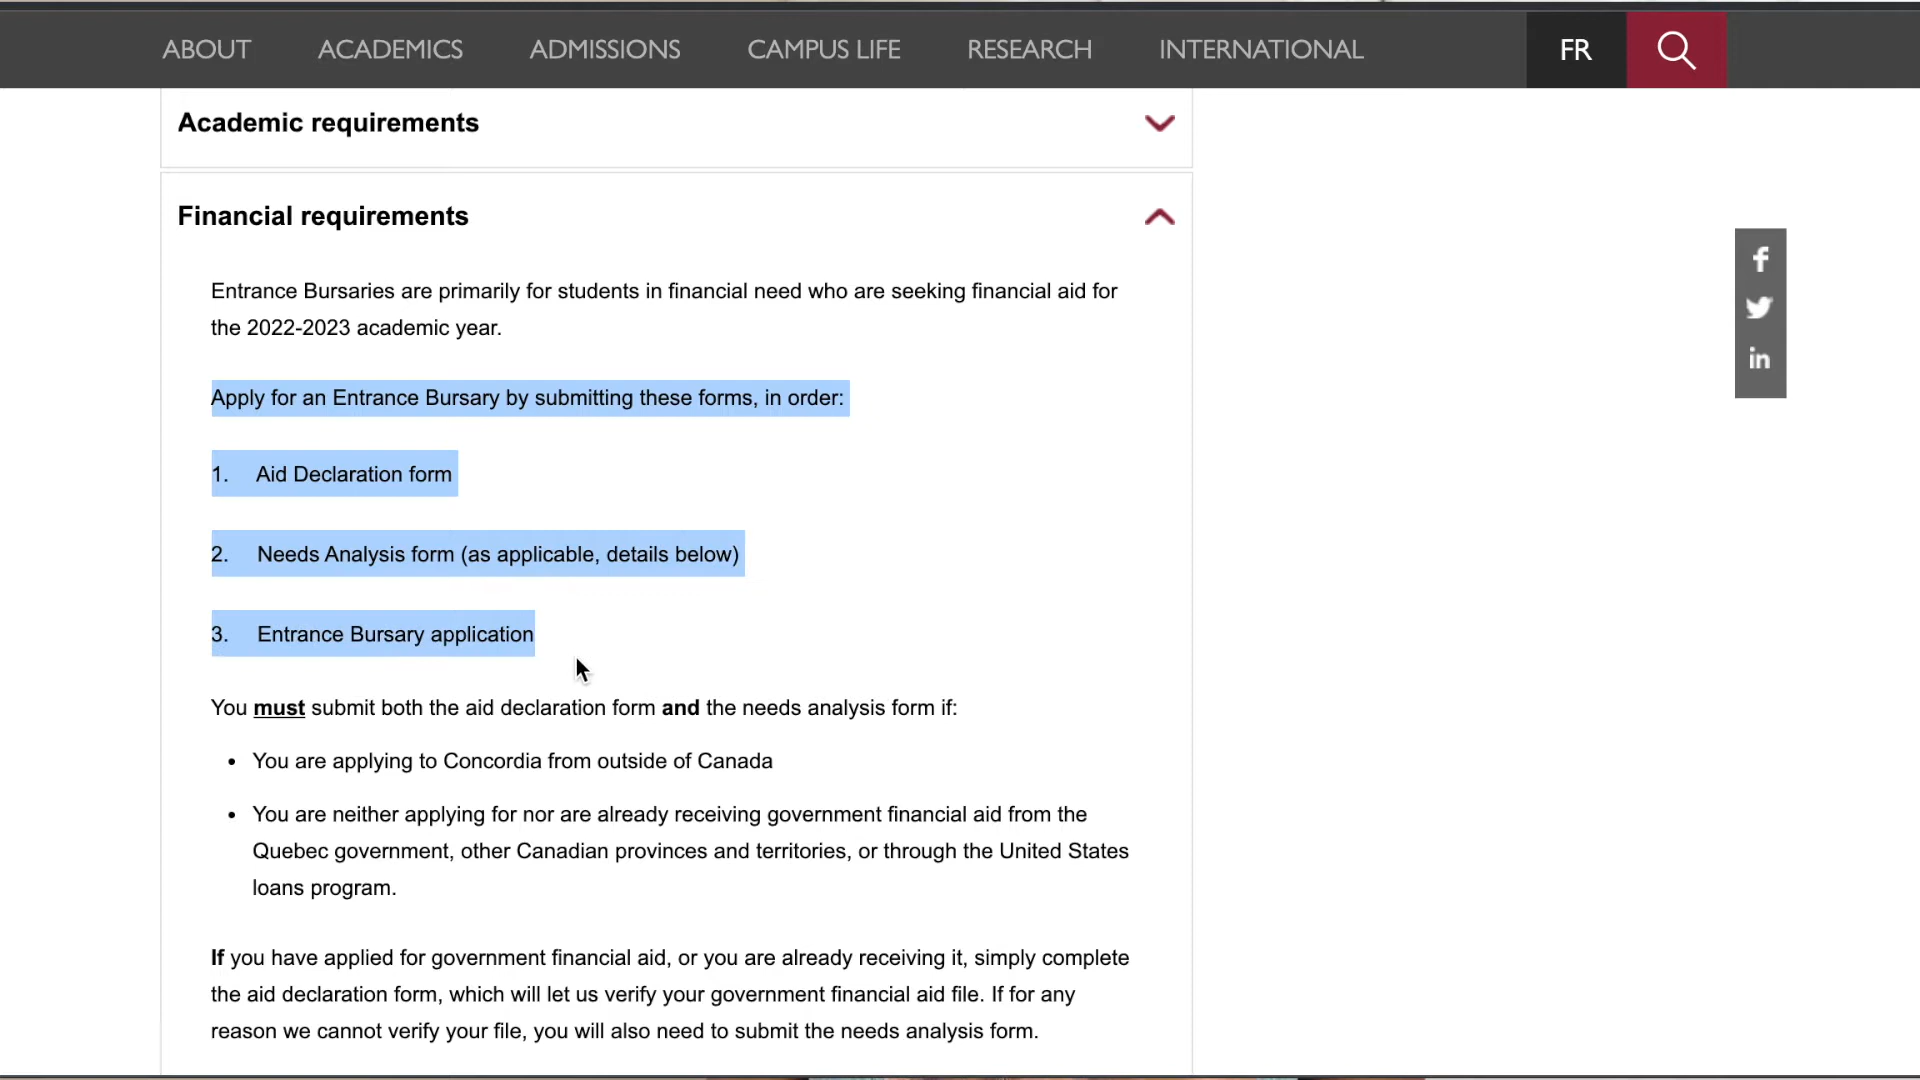 ABOUT ACADEMICS ADMISSIONS CAMPUS LIFE RESEARCH INTERNATIONAL FR
Academic requirements
Financial requirements
Entrance Bursaries are primarily for students in financial need who are seeking financial aid for
the 2022-2023 academic year.
Apply for an Entrance Bursary by submitting these forms, in order:
1. Aid Declaration form
2. Needs Analysis form (as applicable, details below)
3. Entrance Bursary application
You must submit both the aid declaration form and the needs analysis form if:
• You are applying to Concordia from outside of Canada
• You are neither applying for nor are already receiving government financial aid from the
Quebec government, other Canadian provinces and territories, or through the United States
loans program.
If you have applied for government financial aid, or you are already receiving it, simply complete
the aid declaration form, which will let us verify your government financial aid file. If for any
reason we cannot verify your file, you will also need to submit the needs analysis form.
f
in